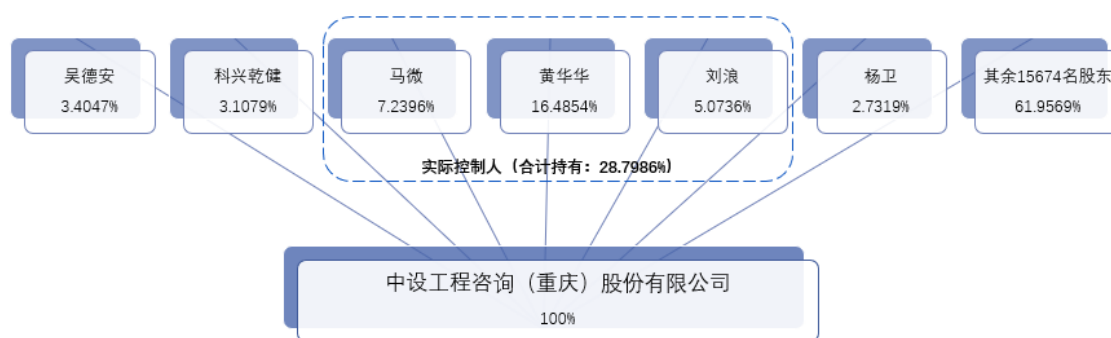 吴德安
3.4047%
科兴乾健
3.1079%
马微
7.2396%
黄华华
16.4854%
刘浪
5.0736%
杨卫
2.7319%
其余15674名股东
61.9569%
实际控制人（合计持有：28.7986%）
中设工程咨询（重庆）股份有限公司
100%